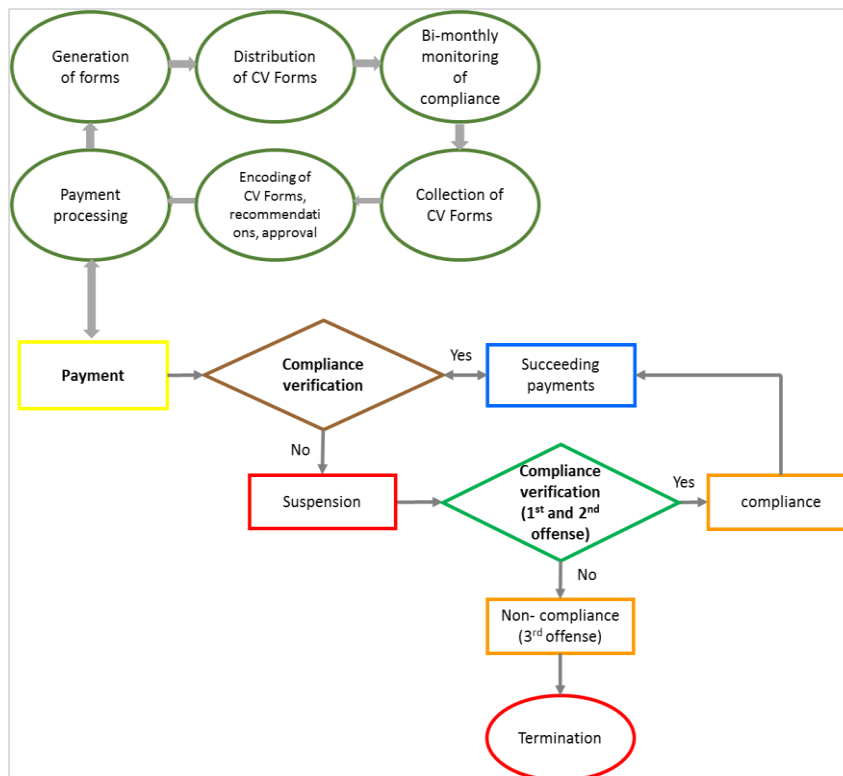 Generation
of forms
Distribution
of CV Forms
Bi-monthly
monitoring
of
compliance
Payment
processing
Encoding of
CV Forms,
recommendati
ons, approval
Collection of
CV Forms
Payment
Compliance
verification
Yes
Succeeding
payments
No
Suspension
Compliance
verification
(1st and 2nd
offense)
Yes
compliance
No
Non- compliance
(3rd offense)
Termination